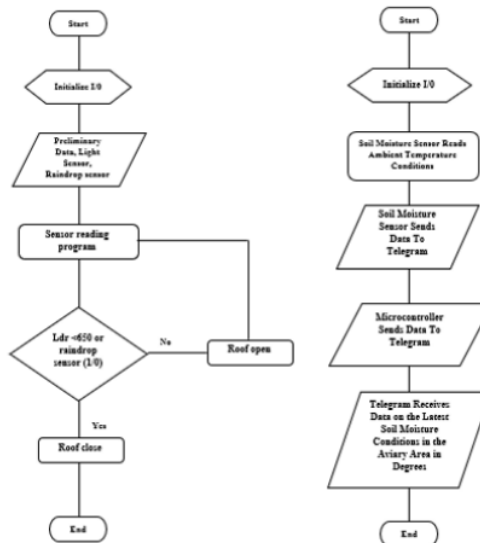 Start
Initialize I/0
Preliminary
Data, Light
Sensor,
Raindrop sensor
Sensor reading
program
Ldr <650 or
raindrop
sensor (1/0)
No
Roof open
Yes
Roof close
End
Start
Initialize I/0
Soil Moisture Sensor Reads
Ambient Temperature
Conditions
Soil Moisture
Sensor Sends
Data To
Telegram
Microcontroller
Sends Data To
Telegram
Telegram Receives
Data on the Latest
Soil Moisture
Conditions in the
Aviary Area in
Degrees
End